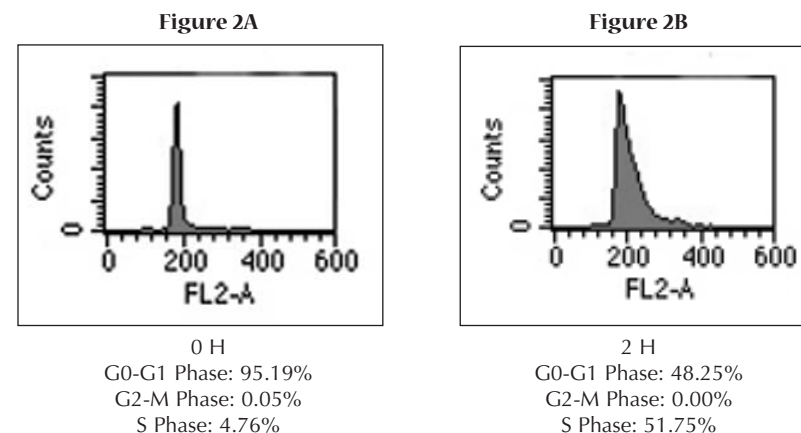 Figure 2A
Counts
0
0 200 400 600
FL2-A
0 H
G0-G1 Phase: 95.19%
G2-M Phase: 0.05%
S Phase: 4.76%
Figure 2B
Counts
0
0 200 400 600
FL2-A
2 H
G0-G1 Phase: 48.25%
G2-M Phase: 0.00%
S Phase: 51.75%